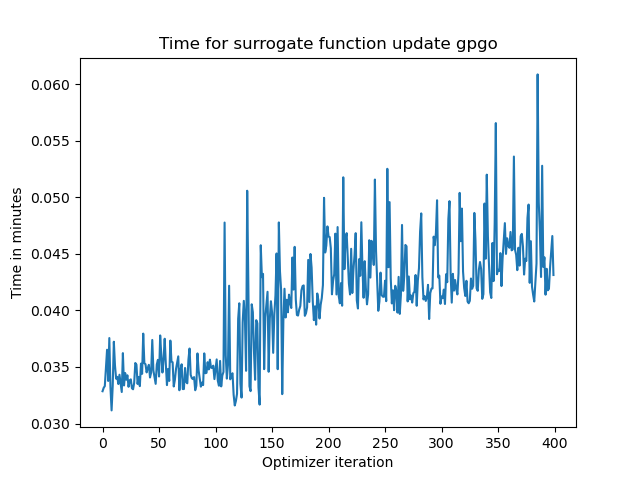 Time for surrogate function update gpgo
0.060
0.055
0.050
0.045
0.040
0.035
0.030
Time in minutes
0 50 100 150 200 250 300 350 400
Optimizer iteration